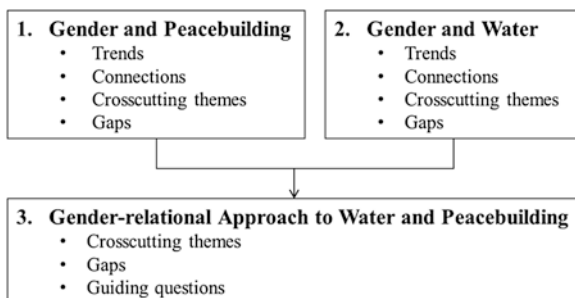 1. Gender and Peacebuilding
• Trends
• Connections
• Crosscutting themes
• Gaps
2. Gender and Water
• Trends
• Connections
• Crosscutting themes
• Gaps
3. Gender-relational Approach to Water and Peacebuilding
• Crosscutting themes
• Gaps
• Guiding questions